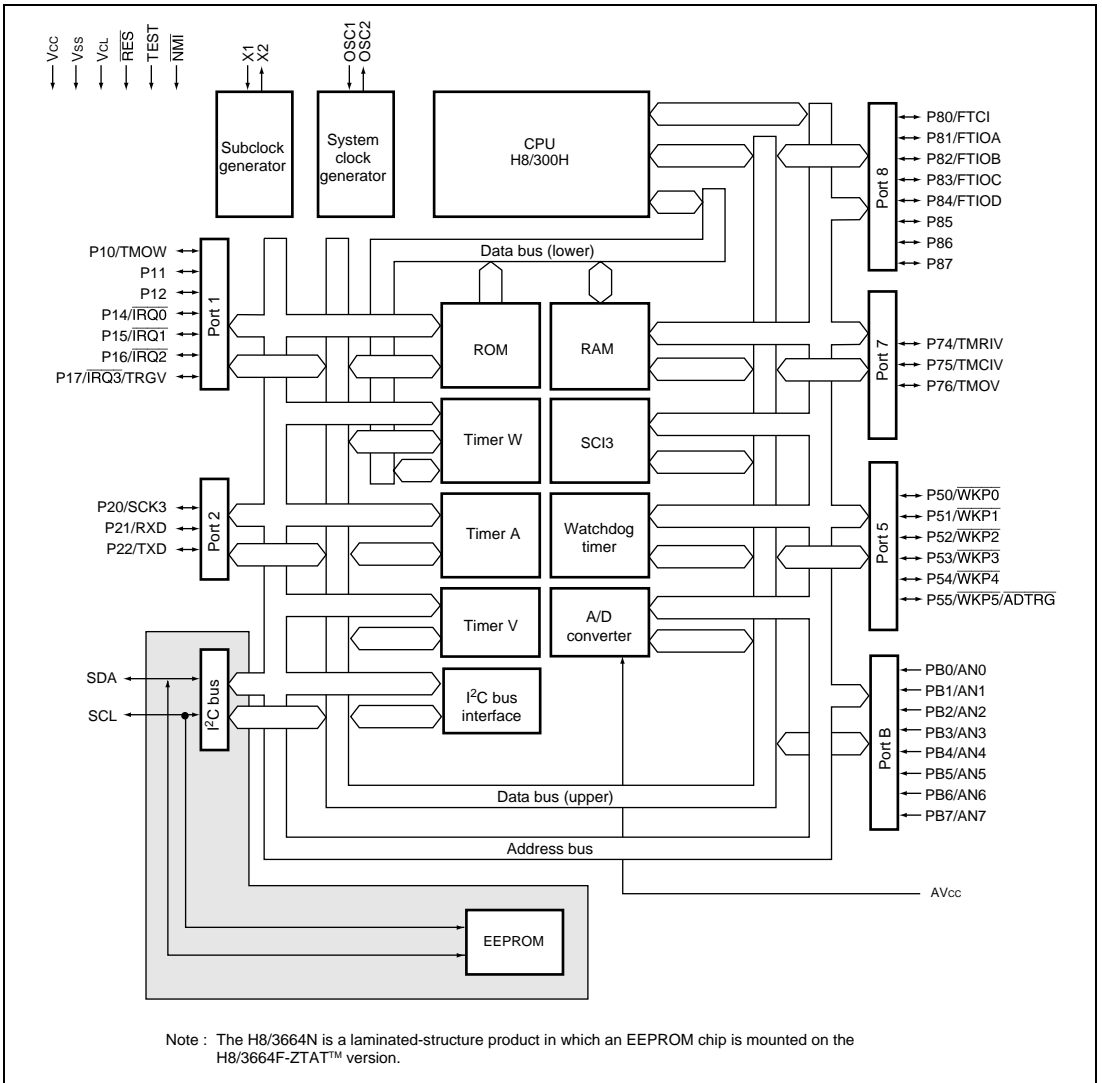 Vcc
Vss
VCL
RES
TEST
NMI
X1
X2
OSC1
OSC2
Subclock
generator
System
clock
generator
CPU
H8/300H
P80/FTCI
P81/FTIOA
P82/FTIOB
P83/FTIOC
P84/FTIOD
P85
P86
P87
Port 8
Data bus (lower)
P10/TMOW
P11
P12
P14/IRQ0
P15/IRQ1
P16/IRQ2
P17/IRQ3/TRGV
Port 1
ROM
RAM
Port 7
P74/TMRIV
P75/TMCIV
P76/TMOV
Timer W
SCI3
P20/SCK3
P21/RXD
P22/TXD
Port 2
Timer A
Watchdog
timer
Port 5
P50/WKP0
P51/WKP1
P52/WKP2
P53/WKP3
P54/WKP4
P55/WKP5/ADTRG
Timer V
A/D
converter
SDA
SCL
I2C bus
I2C bus
interface
Port B
PB0/AN0
PB1/AN1
PB2/AN2
PB3/AN3
PB4/AN4
PB5/AN5
PB6/AN6
PB7/AN7
Data bus (upper)
Address bus
AVcc
EEPROM
Note : The H8/3664N is a laminated-structure product in which an EEPROM chip is mounted on the
H8/3664F-ZTAT™ version.